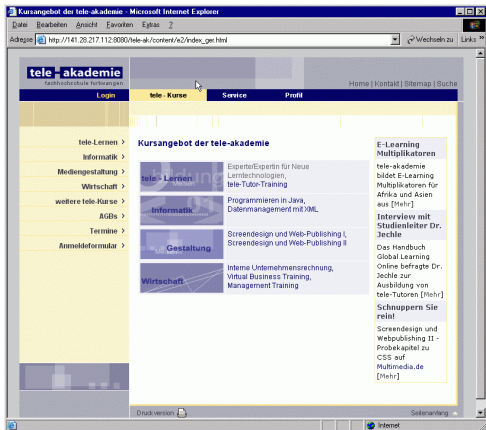 Kursangebot der tele-akademie - Microsoft Internet Explorer
Datei Bearbeiten Ansicht Favoriten Extras ?
Adresse http://141.28.217.112:8080/tele-ak/content/e2/index_ger.html Wechseln zu Links »
tele - akademie
fachhochschule furtwangen
Home | Kontakt | Sitemap | Suche
Login tele - Kurse Service Profil
tele-Lernen >
Informatik >
Mediengestaltung >
Wirtschaft >
weitere tele-Kurse >
AGBs >
Termine >
Anmeldeformular >
Kursangebot der tele-akademie
tele - Lernen
Experte/Expertin für Neue
Lerntechnologien,
tele-Tutor-Training
Informatik
Programmieren in Java,
Datenmanagement mit XML
Gestaltung
Screendesign und Web-Publishing I,
Screendesign und Web-Publishing II
Wirtschaft
Interne Unternehmensrechnung,
Virtual Business Training,
Management Training
E-Learning
Multiplikatoren
tele-akademie
bildet E-Learning
Multiplikatoren für
Afrika und Asien
aus [Mehr]
Interview mit
Studienleiter Dr.
Jechle
Das Handbuch
Global Learning
Online befragte Dr.
Jechle zur
Ausbildung von
tele-Tutoren [Mehr]
Schnuppern Sie
rein!
Screendesign und
Webpublishing II -
Probekapitel zu
CSS auf
Multimedia.de
[Mehr]
Druckversion
Seitenanfang
Internet